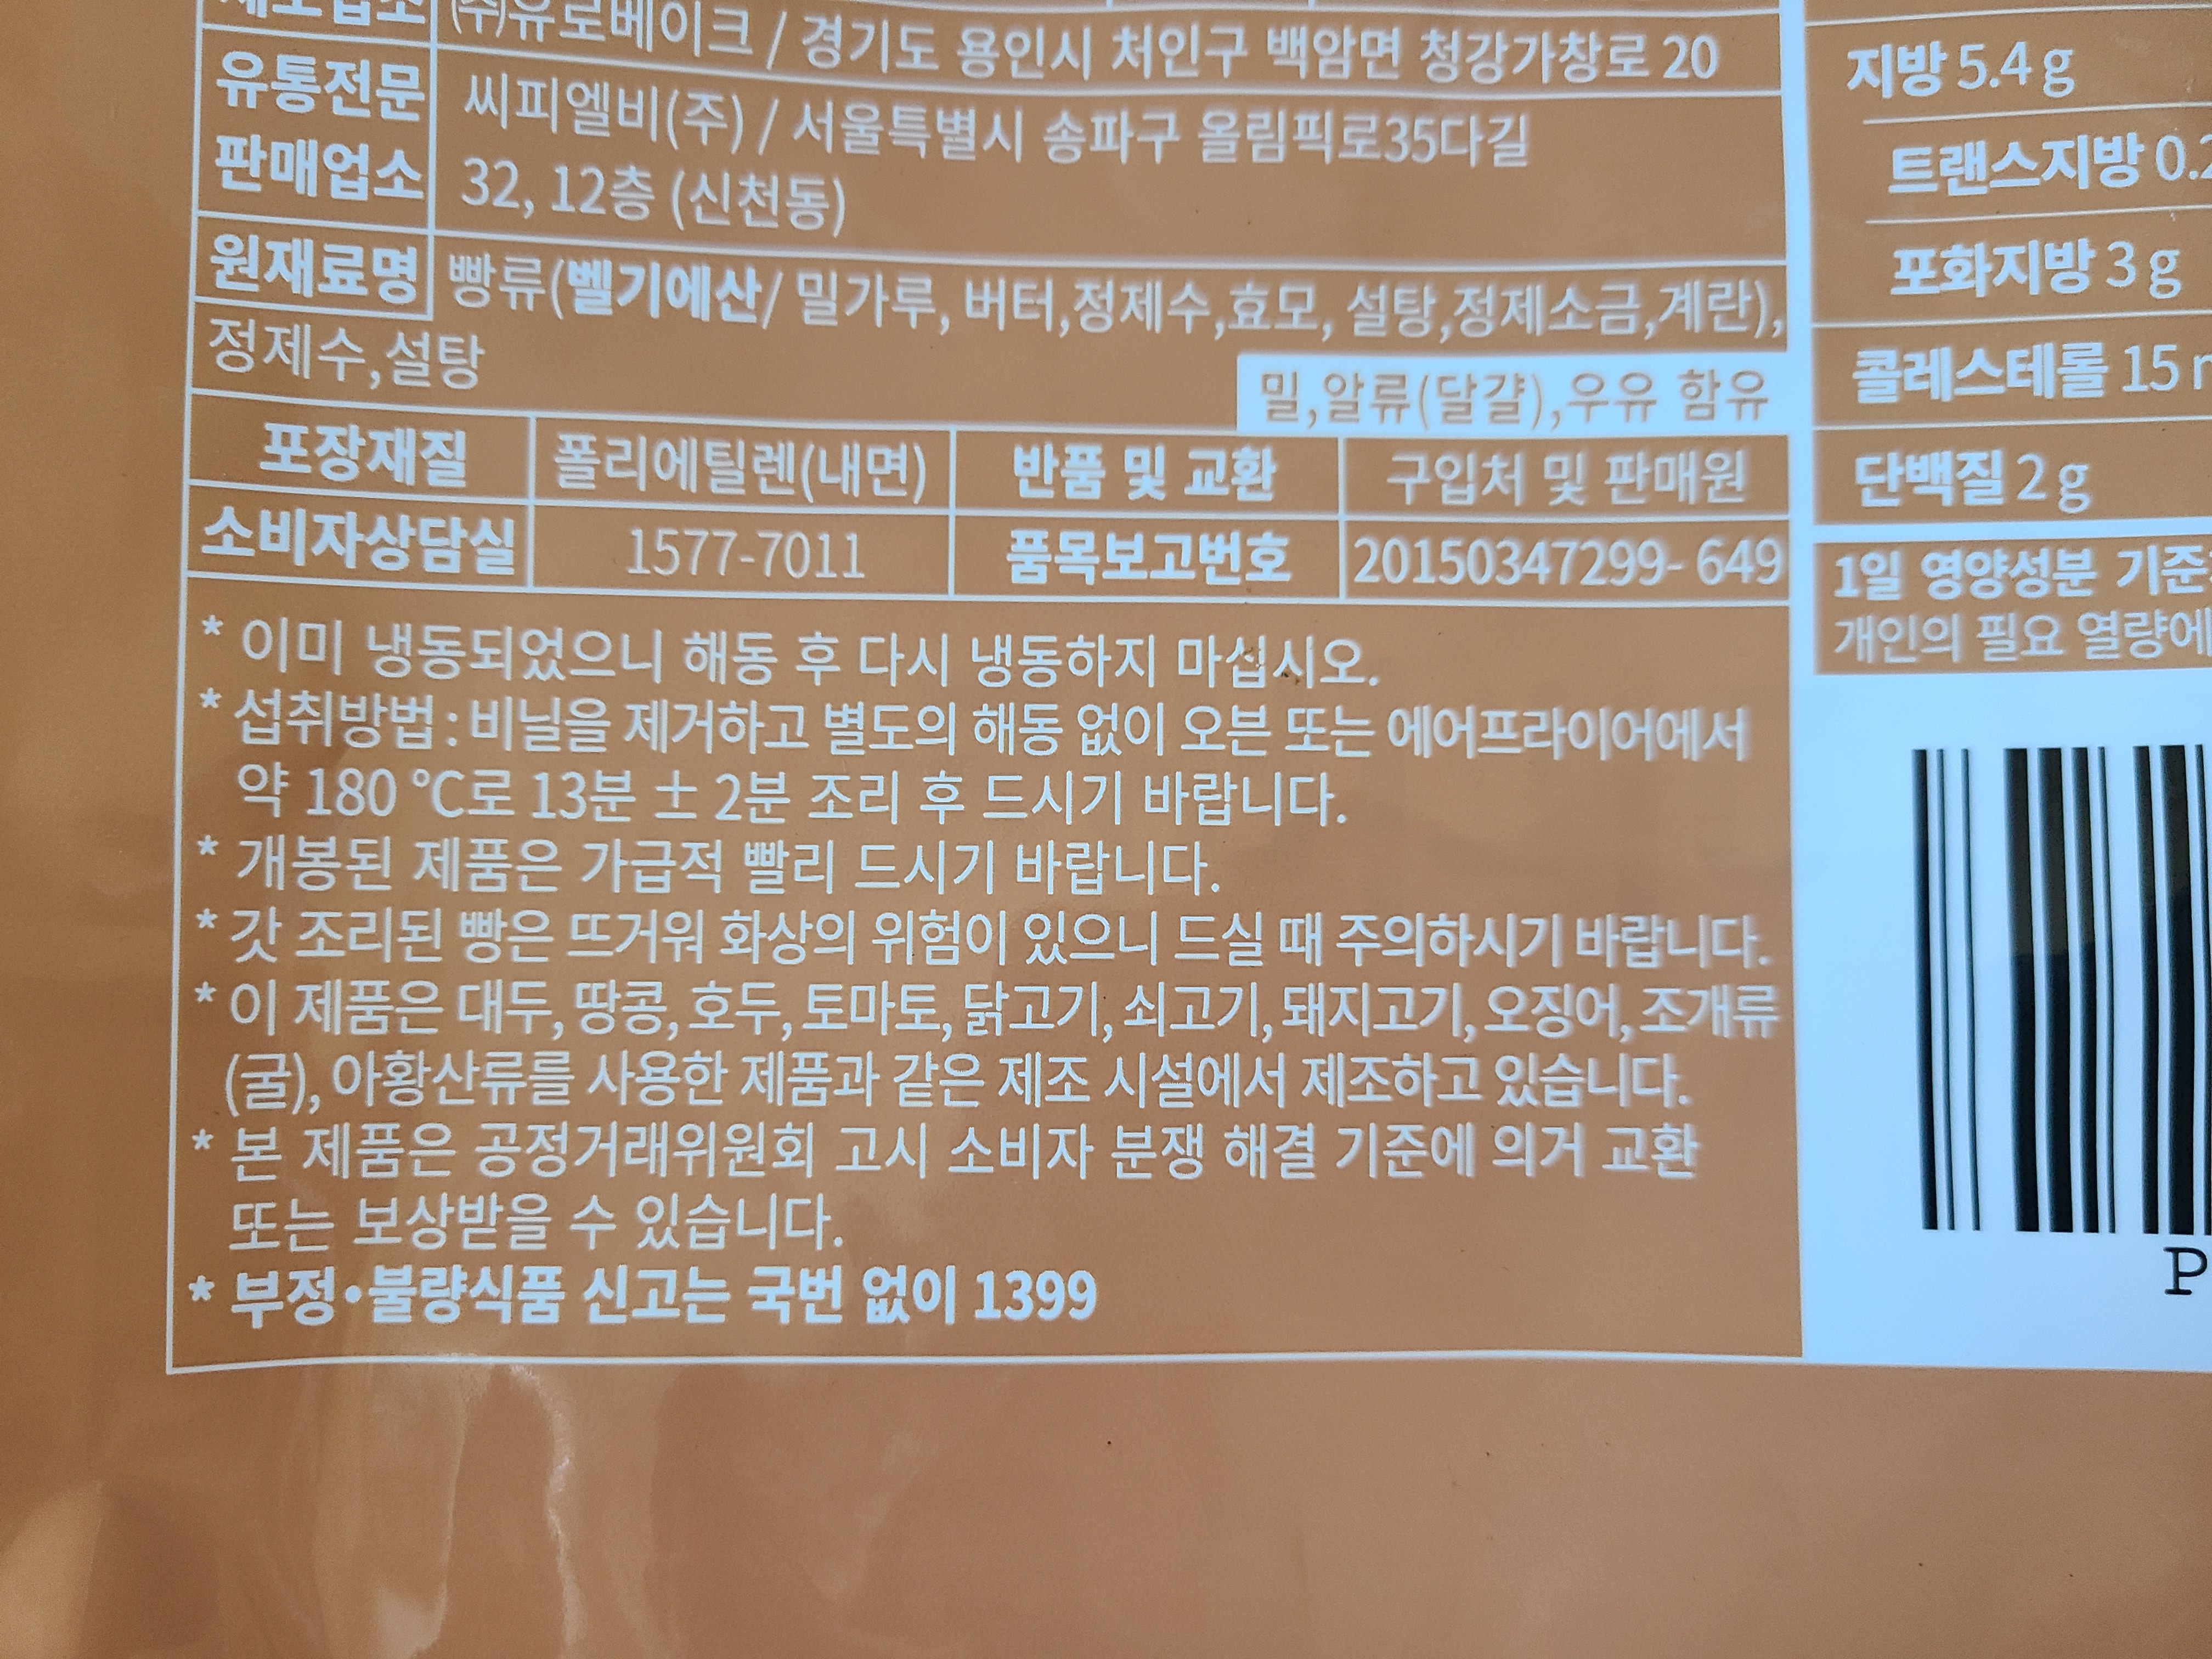 제조업소 (주)유로베이크 / 경기도 용인시 처인구 백암면 청강가창로 20
유통전문 판매업소 씨피엘비(주) / 서울특별시 송파구 올림픽로35다길
32, 12층 (신천동)
원재료명 빵류(벨기에산/ 밀가루, 버터,정제수,효모, 설탕,정제소금,계란),
정제수,설탕
밀,알류(달걀),우유 함유
포장재질 폴리에틸렌(내면) 반품 및 교환 구입처 및 판매원
소비자상담실 1577-7011 품목보고번호 20150347299- 649
* 이미 냉동되었으니 해동 후 다시 냉동하지 마십시오.
* 섭취방법 : 비닐을 제거하고 별도의 해동 없이 오븐 또는 에어프라이어에서
약 180 ℃로 13분 ± 2분 조리 후 드시기 바랍니다.
* 개봉된 제품은 가급적 빨리 드시기 바랍니다.
* 갓 조리된 빵은 뜨거워 화상의 위험이 있으니 드실 때 주의하시기 바랍니다.
* 이 제품은 대두, 땅콩, 호두, 토마토, 닭고기, 쇠고기, 돼지고기, 오징어, 조개류
(굴), 아황산류를 사용한 제품과 같은 제조 시설에서 제조하고 있습니다.
* 본 제품은 공정거래위원회 고시 소비자 분쟁 해결 기준에 의거 교환
또는 보상받을 수 있습니다.
* 부정•불량식품 신고는 국번 없이 1399
지방 5.4 g
트랜스지방 0.2
포화지방 3 g
콜레스테롤 15
단백질 2 g
1일 영양성분 기준
개인의 필요 열량에
P